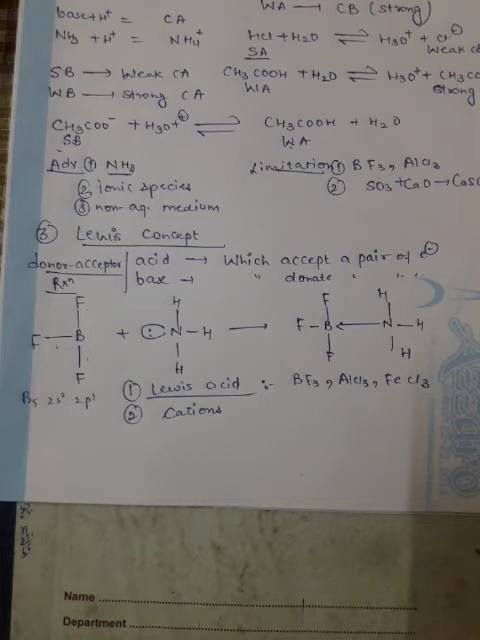 WA → CB (strong)
base + H⁺ = CA
NH₃ + H⁺ = NH₄⁺
HCl + H₂O ⇌ H₃O⁺ + Cl⁻
SA Weak
SB → Weak CA
CH₃COOH + H₂O ⇌ H₃O⁺ + CH₃CO
WB → strong CA
WA strong
CH₃COO⁻ + H₃O⁺ ⇌ CH₃COOH + H₂O
SB WA
Adv ① NH₃
Limitation ① BF₃, AlCl₃
② ionic species
② SO₃ + CaO → CaSO
③ non-aq. medium
③ Lewis Concept
donor-acceptor Rxⁿ
acid → Which accept a pair of e⁻
base → " donate " " "
F H F H
F—B + :N—H → F—B←N—H
F H F H
B₅ 2s² 2p¹
① Lewis acid :- BF₃, AlCl₃, FeCl₃
② Cations
AZZARO
Name
Department